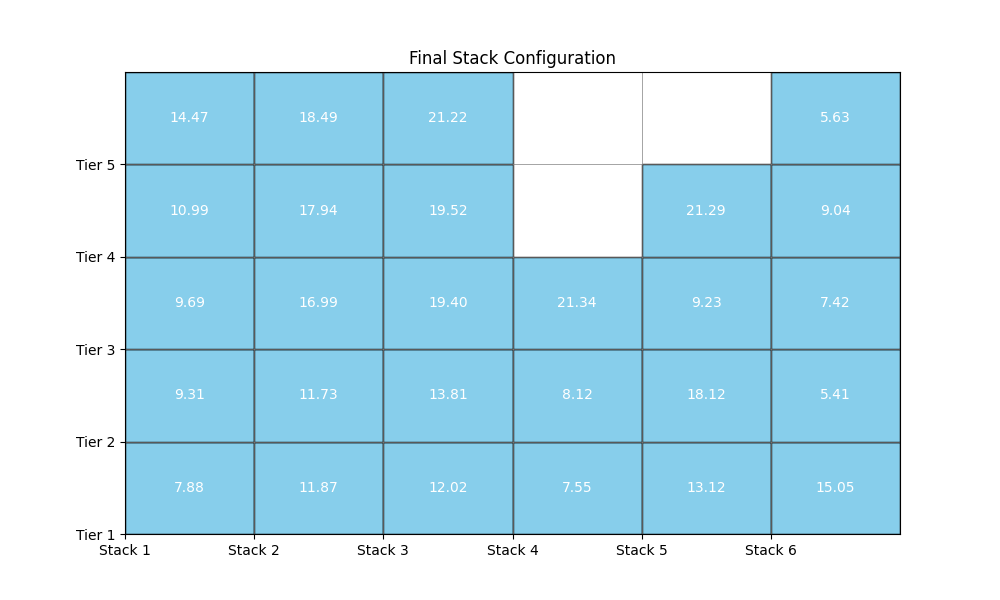 Final Stack Configuration
14.47 18.49 21.22 5.63
Tier 5
10.99 17.94 19.52 21.29 9.04
Tier 4
9.69 16.99 19.40 21.34 9.23 7.42
Tier 3
9.31 11.73 13.81 8.12 18.12 5.41
Tier 2
7.88 11.87 12.02 7.55 13.12 15.05
Tier 1
Stack 1 Stack 2 Stack 3 Stack 4 Stack 5 Stack 6